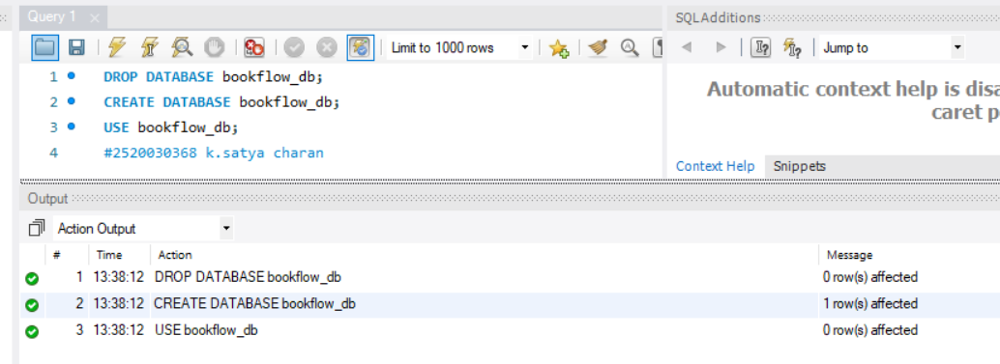 Query 1
Limit to 1000 rows
1 DROP DATABASE bookflow_db;
2 CREATE DATABASE bookflow_db;
3 USE bookflow_db;
4 #2520030368 k.satya charan
SQLAdditions
Jump to
Automatic context help is
caret
Context Help Snippets
Output
Action Output
# Time Action Message
1 13:38:12 DROP DATABASE bookflow_db 0 row(s) affected
2 13:38:12 CREATE DATABASE bookflow_db 1 row(s) affected
3 13:38:12 USE bookflow_db 0 row(s) affected